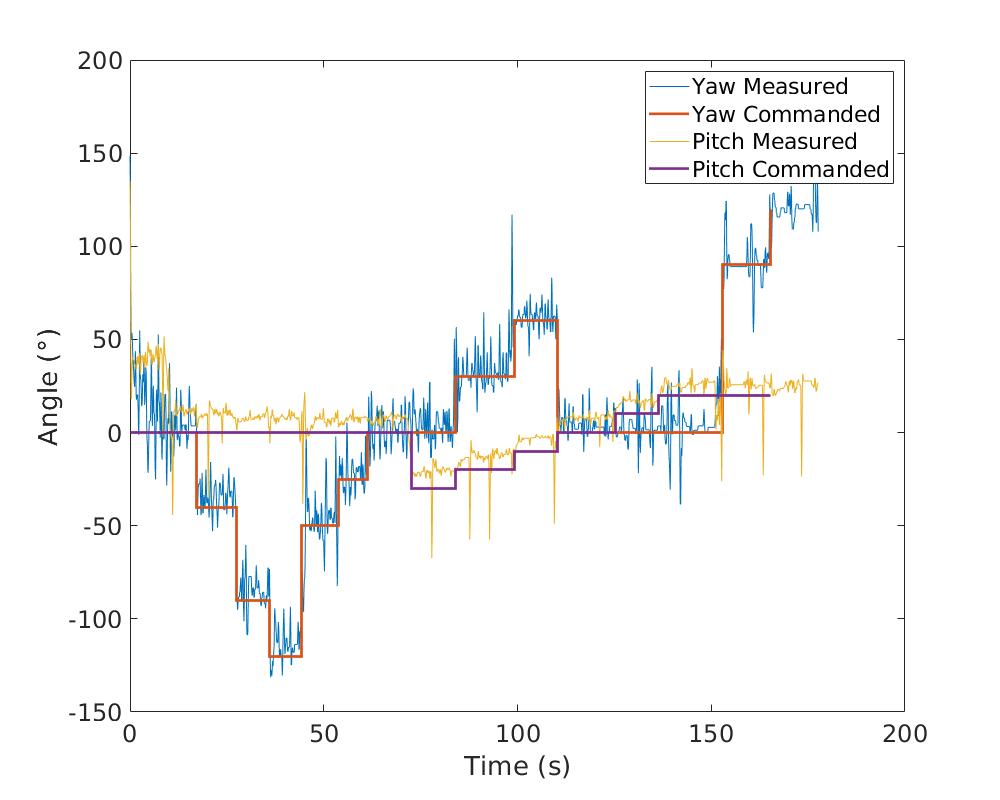 200
150
100
50
0
-50
-100
-150
Angle (°)
Yaw Measured
Yaw Commanded
Pitch Measured
Pitch Commanded
0 50 100 150 200
Time (s)